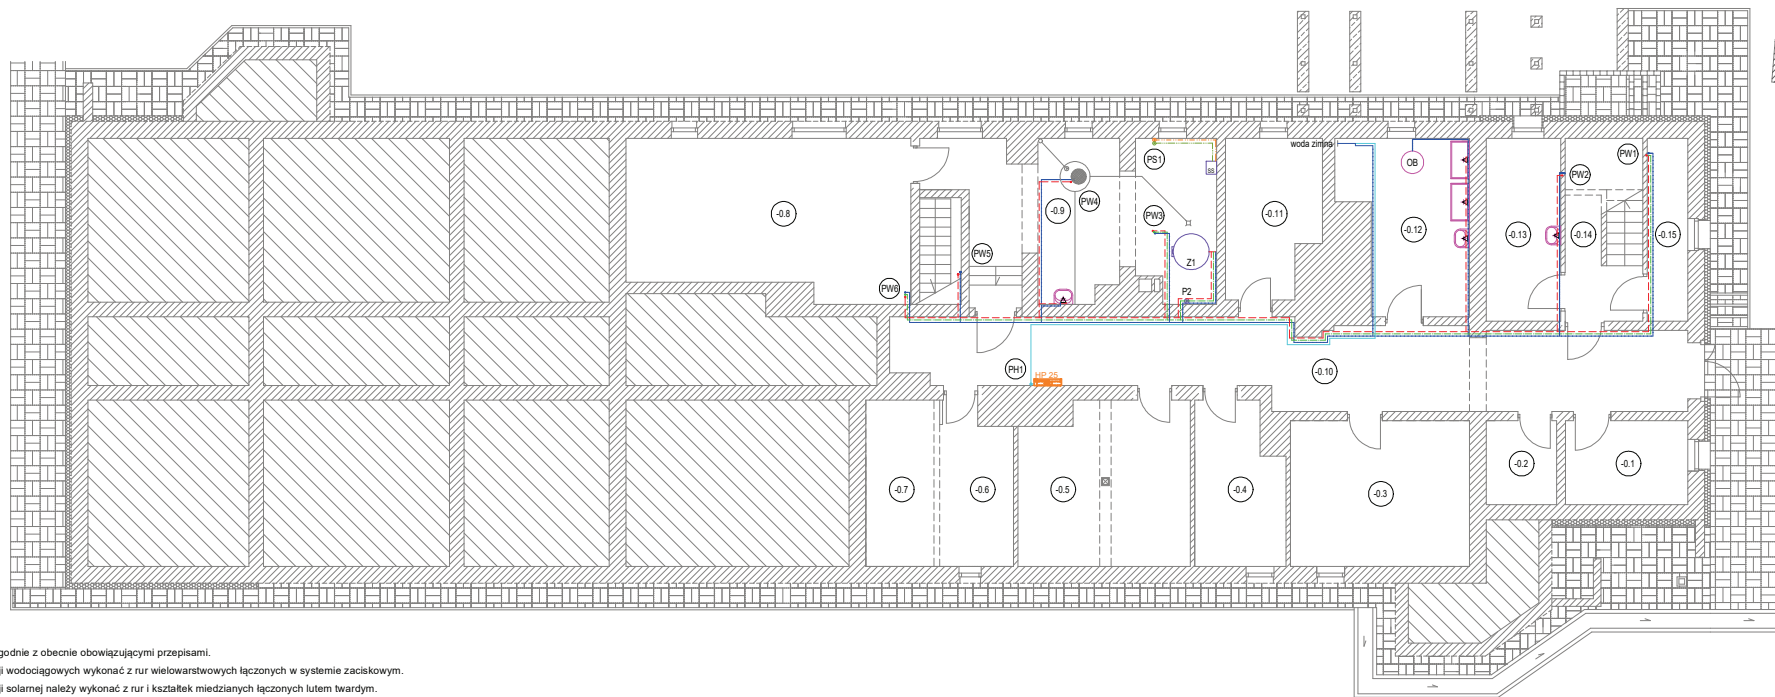 woda zimna
PS1
SS
OB
PW1
PW2
PW4
PW3
-0.8
-0.9
-0.11
-0.12
-0.13
-0.14
-0.15
PW5
Z1
PW6
P2
PH1
HP 25
-0.10
-0.7
-0.6
-0.5
-0.4
-0.3
-0.2
-0.1
godnie z obecnie obowiązującymi przepisami.
ji wodociągowych wykonać z rur wielowarstwowych łączonych w systemie zaciskowym.
ji solarnej należy wykonać z rur i kształtek miedzianych łączonych lutem twardym.